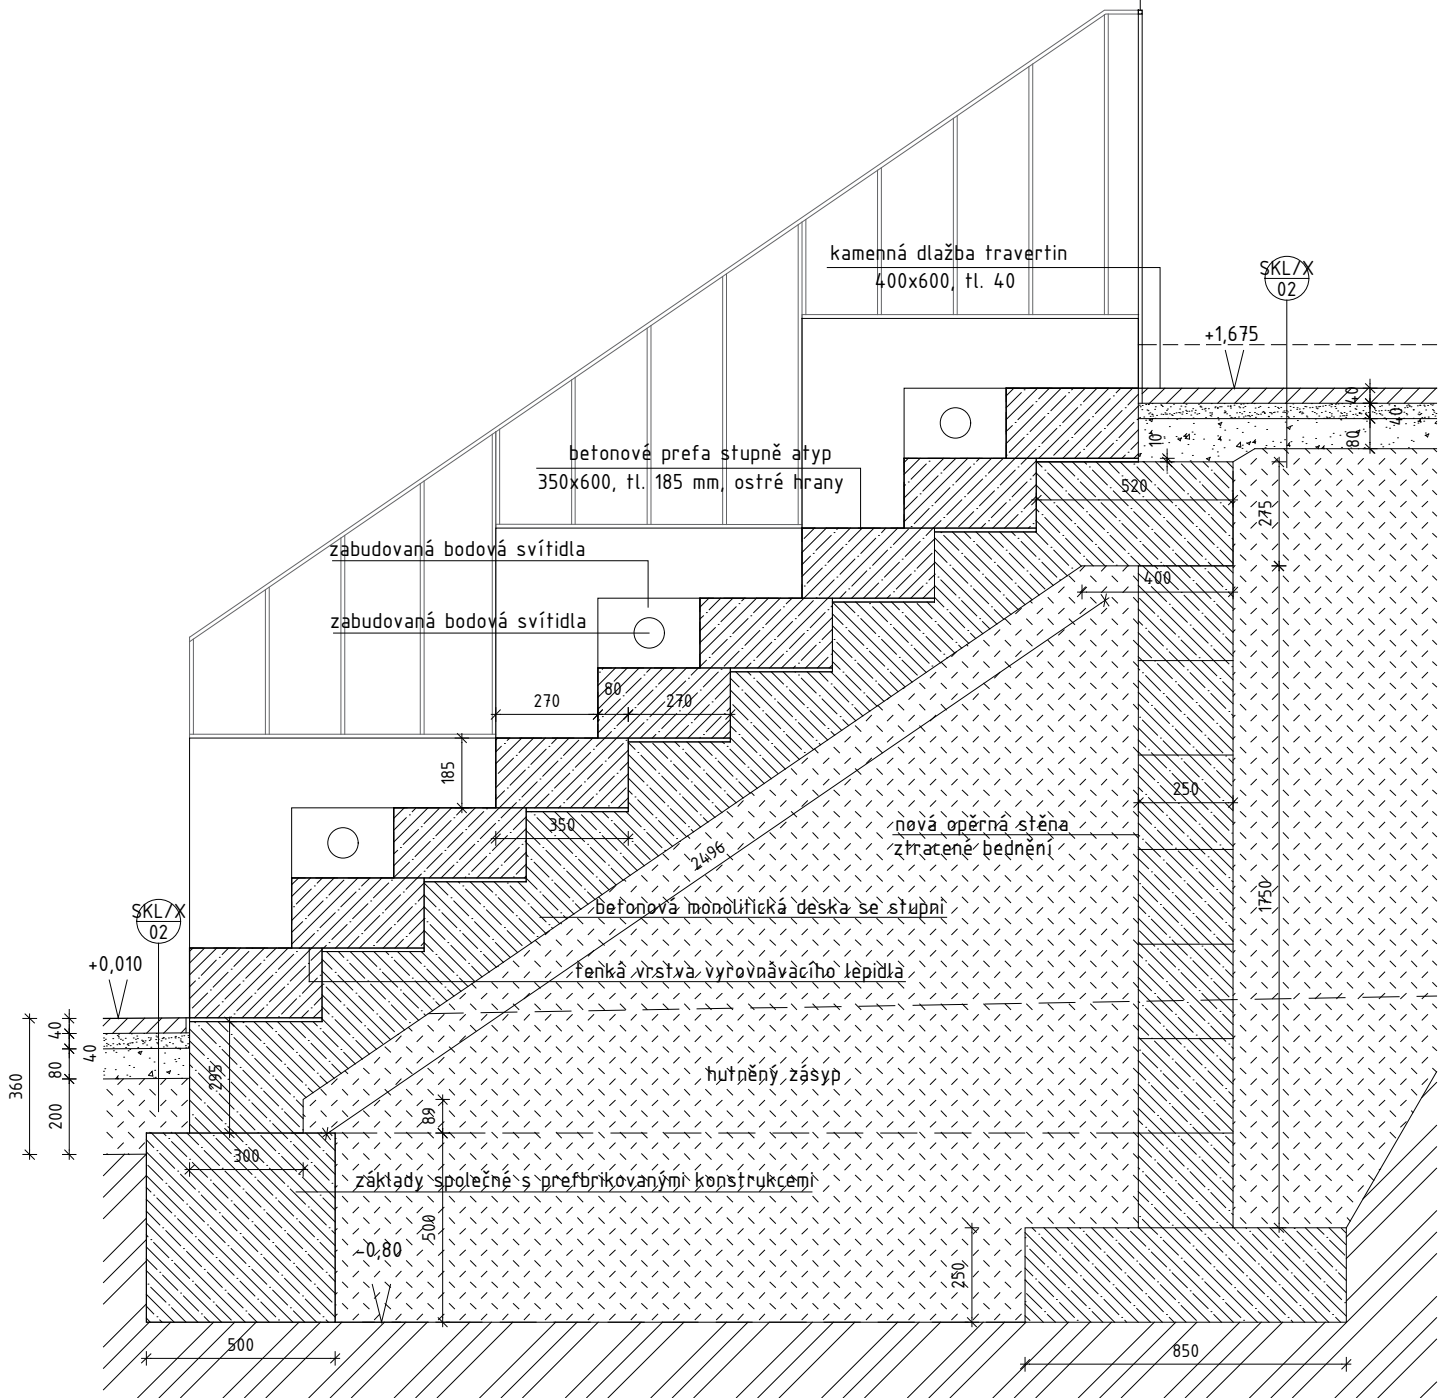 kamenná dlažba travertin
400x600, tl. 40
SKL/X
02
+1,675
40
40
80
10
betonové prefa stupně atyp
350x600, tl. 185 mm, ostré hrany
520
275
zabudovaná bodová svítidla
400
zabudovaná bodová svítidla
270
80
270
185
250
350
nová opěrná stěna
ztracené bednění
2496
1750
SKL/X
02
betonová monolitická deska se stupni
+0,010
tenká vrstva vyrovnávacího lepidla
40
40
80
360
200
295
hutněný zásyp
89
300
základy společné s prefbrikovanými konstrukcemi
500
-0,80
250
500
850